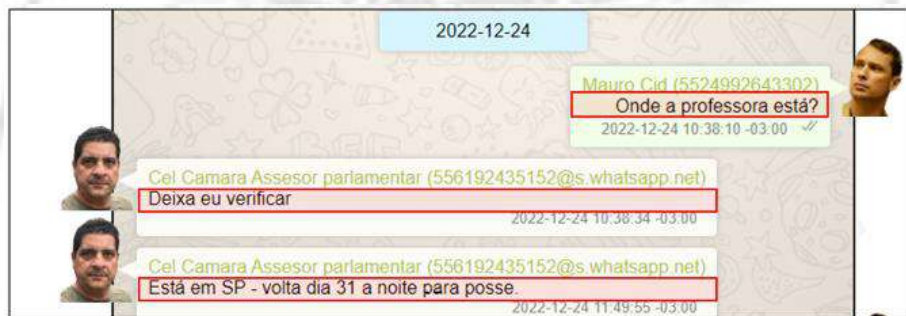 2022-12-24
Mauro Cid (5524992643302)
Onde a professora está?
2022-12-24 10:38:10 -03:00
Cel Camara Assessor parlamentar (556192435152@s.whatsapp.net)
Deixa eu verificar
2022-12-24 10:38:34 -03:00
Cel Camara Assessor parlamentar (556192435152@s.whatsapp.net)
Está em SP - volta dia 31 a noite para posse.
2022-12-24 11:49:55 -03:00